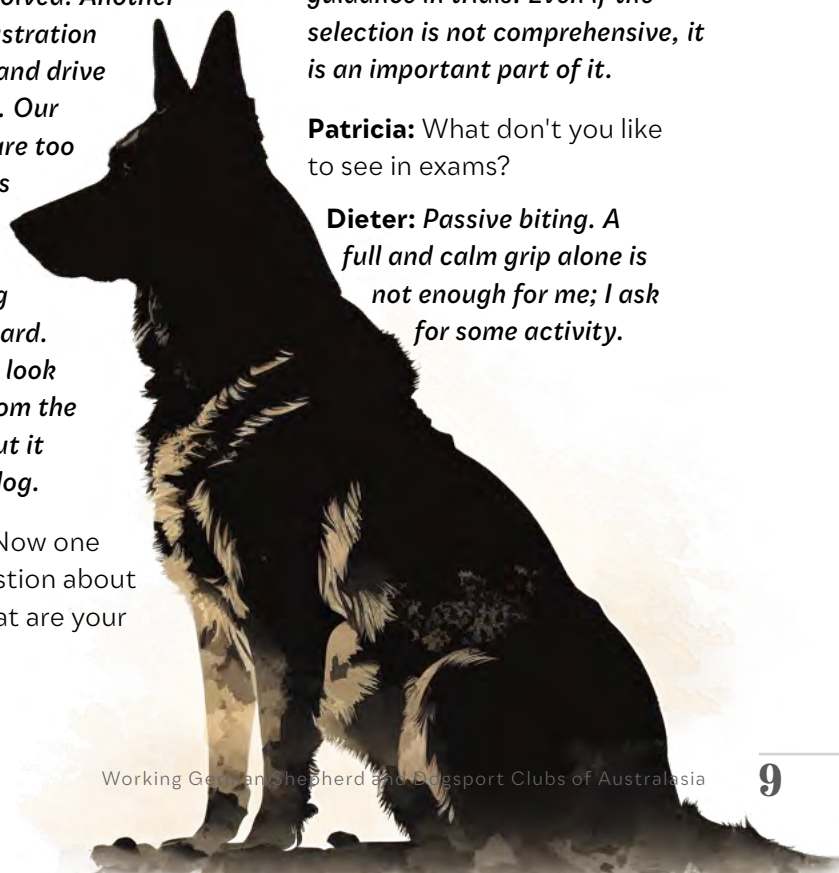 olved. Another
stration
and drive
. Our
are too
s
g
ard.
look
om the
ut it
log.
Now one
stion about
at are your
guidance in trials. Even if the
selection is not comprehensive, it
is an important part of it.
Patricia: What don't you like
to see in exams?
Dieter: Passive biting. A
full and calm grip alone is
not enough for me; I ask
for some activity.
Working German Shepherd and Dogsport Clubs of Australasia
9